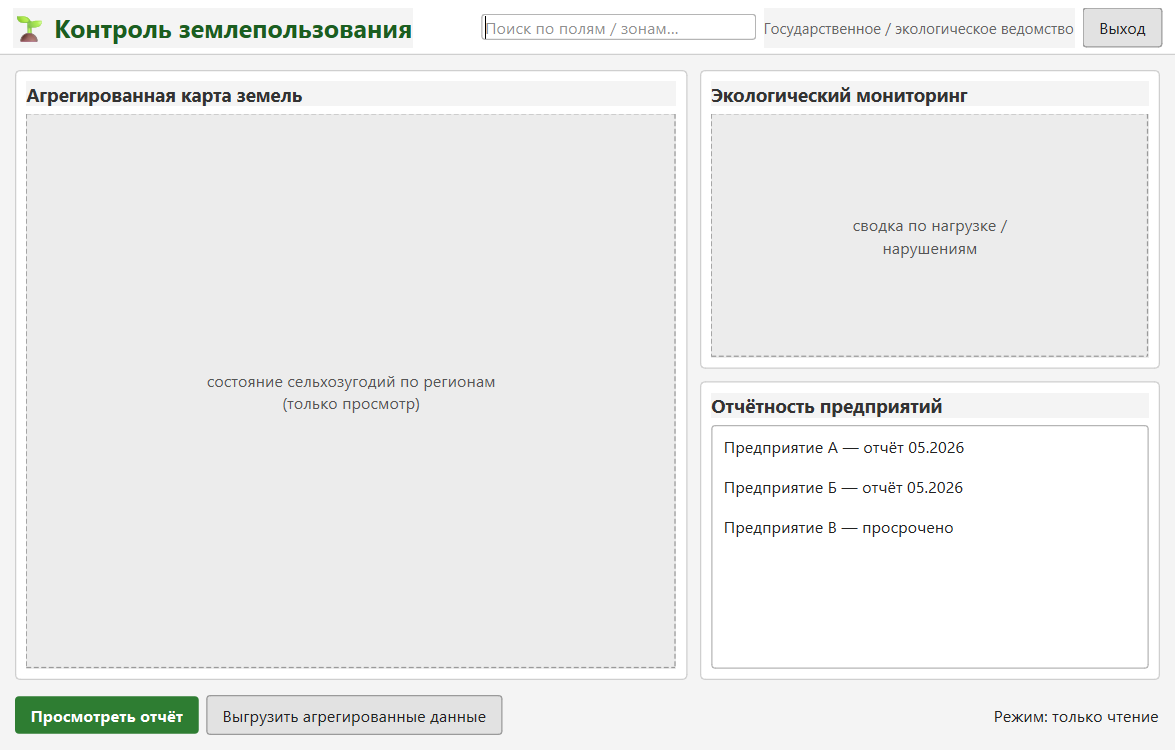 Контроль землепользования
Поиск по полям / зонам...
Государственное / экологическое ведомство
Выход
Агрегированная карта земель
состояние сельхозугодий по регионам
(только просмотр)
Экологический мониторинг
сводка по нагрузке /
нарушениям
Отчётность предприятий
Предприятие А — отчёт 05.2026
Предприятие Б — отчёт 05.2026
Предприятие В — просрочено
Просмотреть отчёт
Выгрузить агрегированные данные
Режим: только чтение